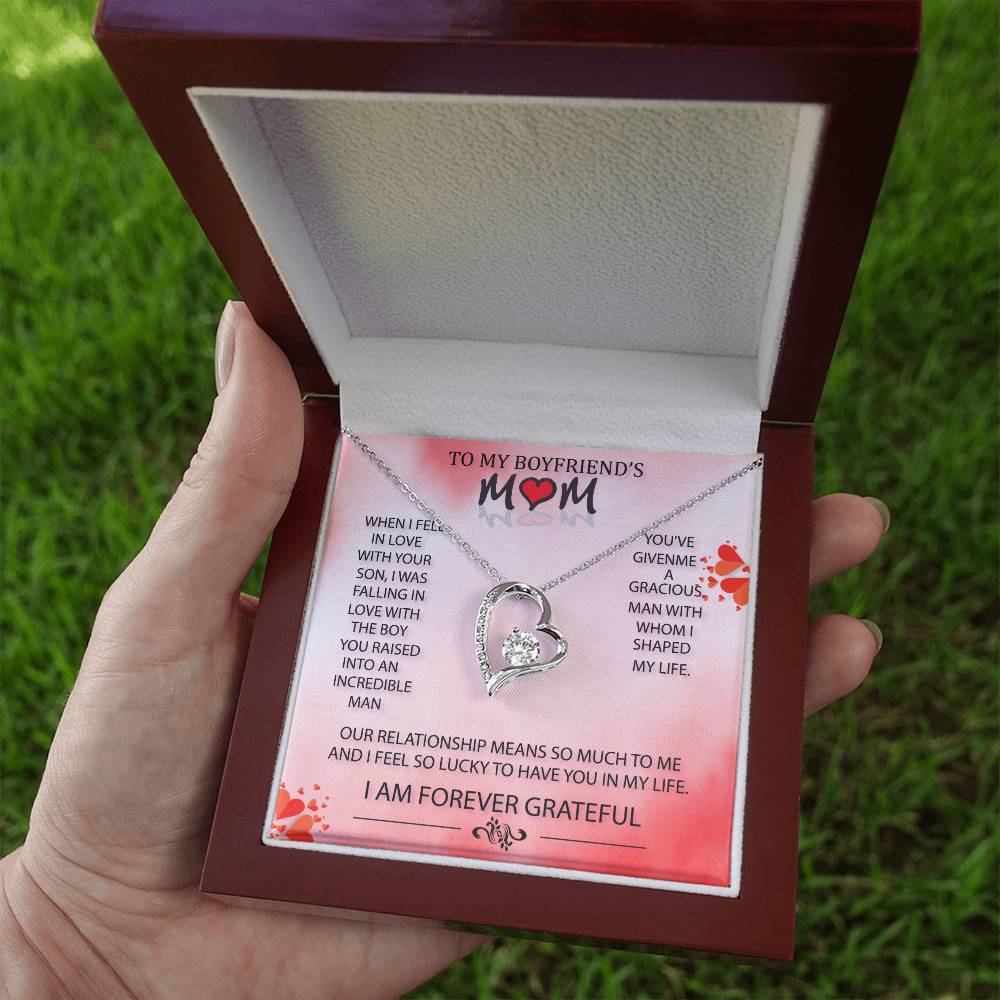 TO MY BOYFRIEND'S
MOM
WHEN I FELL
IN LOVE
WITH YOUR
SON, I WAS
FALLING IN
LOVE WITH
THE BOY
YOU RAISED
INTO AN
INCREDIBLE
MAN
YOU'VE
GIVENME
A
GRACIOUS
MAN WITH
WHOM I
SHAPED
MY LIFE.
OUR RELATIONSHIP MEANS SO MUCH TO ME
AND I FEEL SO LUCKY TO HAVE YOU IN MY LIFE.
I AM FOREVER GRATEFUL